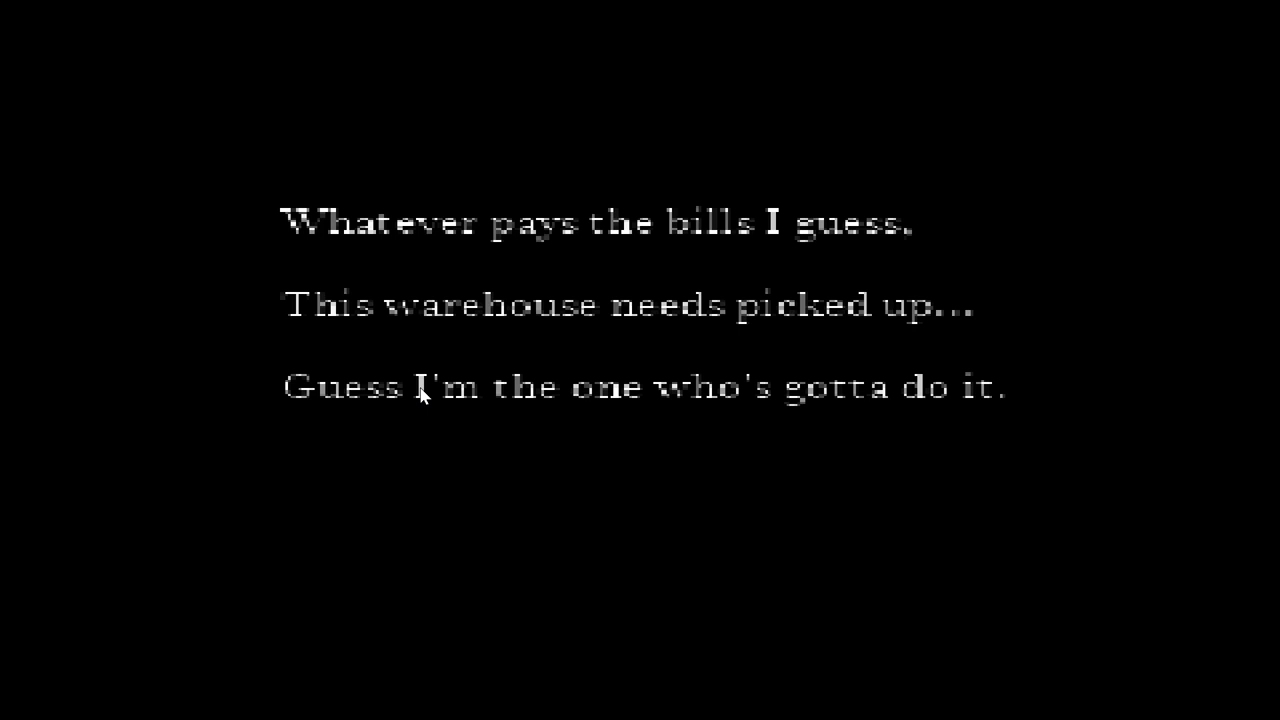 Whatever pays the bills I guess.
This warehouse needs picked up...
Guess I'm the one who's gotta do it.